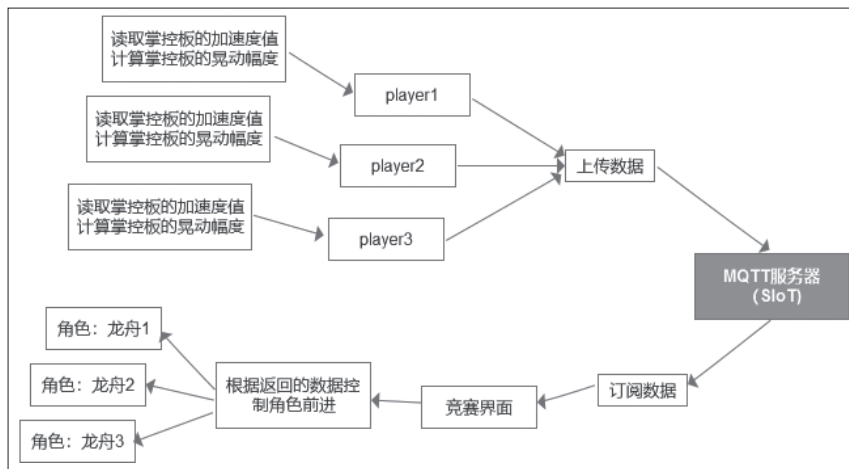 读取掌控板的加速度值
计算掌控板的晃动幅度
player1
读取掌控板的加速度值
计算掌控板的晃动幅度
player2
上传数据
读取掌控板的加速度值
计算掌控板的晃动幅度
player3
MQTT服务器
(SIoT)
角色：龙舟1
角色：龙舟2
角色：龙舟3
根据返回的数据控
制角色前进
竞赛界面
订阅数据